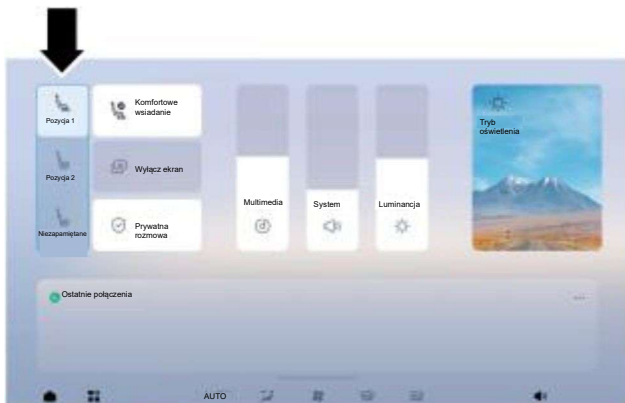 Pozycja 1
Komfortowe
wsiadanie
Pozycja 2
Wyłącz ekran
Niezapamiętane
Prywatna
rozmowa
Multimedia
System
Luminancja
Tryb
oświetlenia
Ostatnie połączenia
AUTO